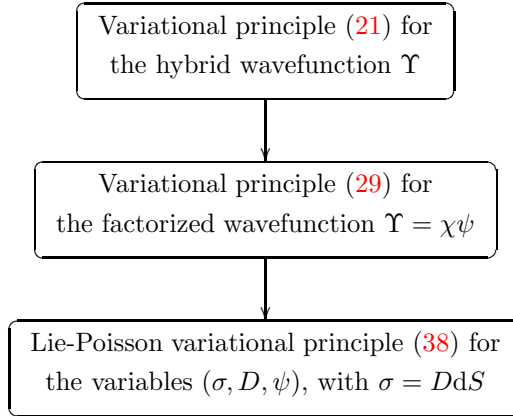 Variational principle (21) for
the hybrid wavefunction Υ
Variational principle (29) for
the factorized wavefunction Υ = χψ
Lie-Poisson variational principle (38) for
the variables (σ, D, ψ), with σ = DdS